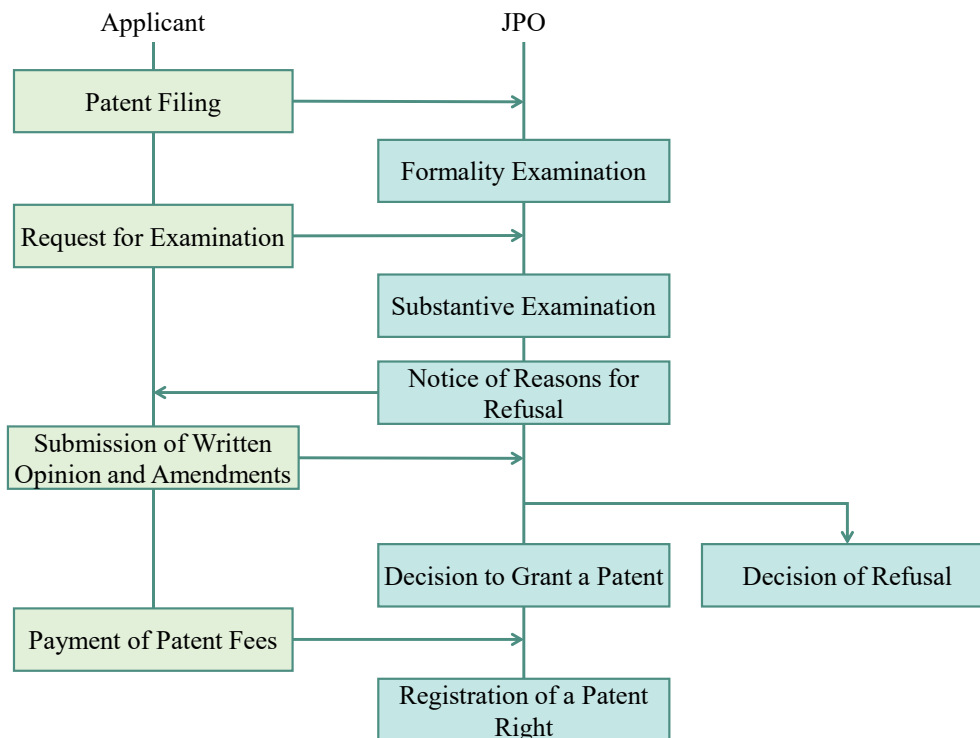 Applicant
JPO
Patent Filing
Formality Examination
Request for Examination
Substantive Examination
Notice of Reasons for
Refusal
Submission of Written
Opinion and Amendments
Decision to Grant a Patent
Decision of Refusal
Payment of Patent Fees
Registration of a Patent
Right